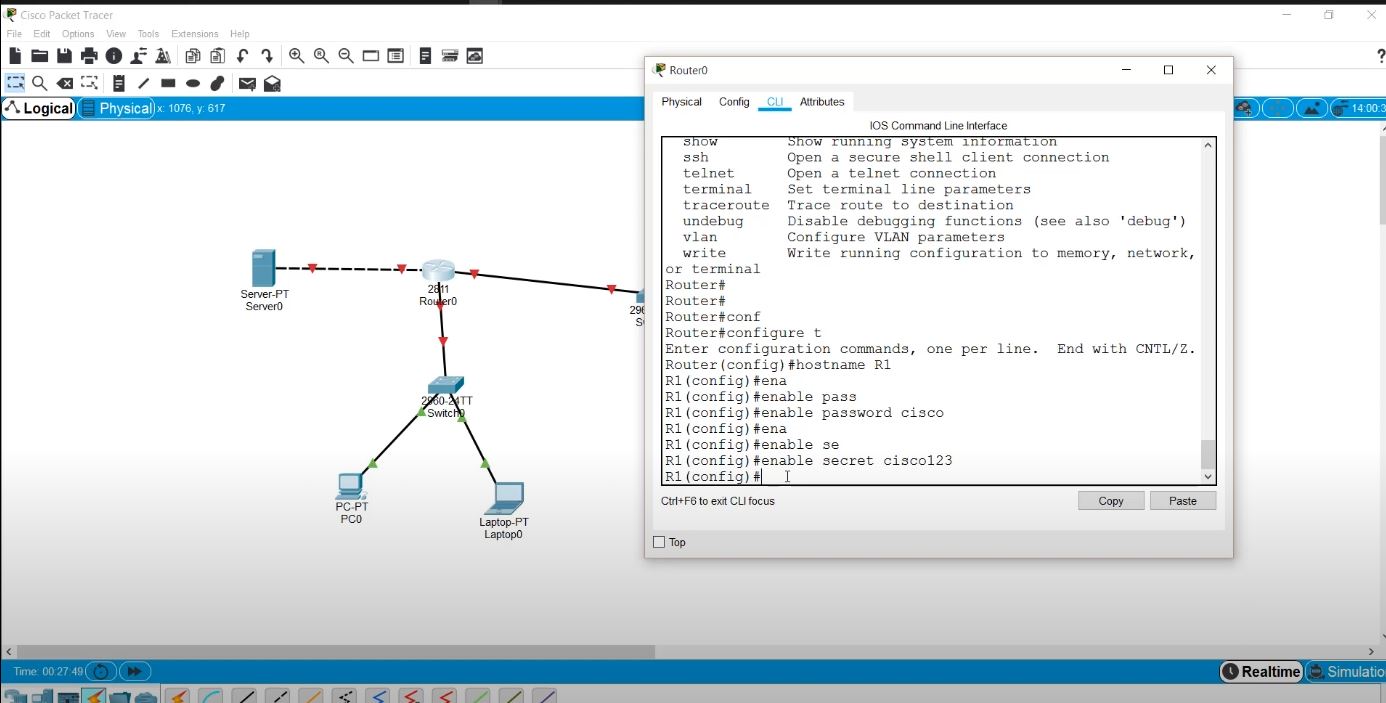 Cisco Packet Tracer
File Edit Options View Tools Extensions Help
?
Logical Physical x: 1076, y: 617
14:00:3
Server-PT
Server0
2811
Router0
296
S
2960-24TT
Switch0
PC-PT
PC0
Laptop-PT
Laptop0
Router0
Physical Config CLI Attributes
IOS Command Line Interface
show Show running system information
ssh Open a secure shell client connection
telnet Open a telnet connection
terminal Set terminal line parameters
traceroute Trace route to destination
undebug Disable debugging functions (see also 'debug')
vlan Configure VLAN parameters
write Write running configuration to memory, network,
or terminal
Router#
Router#
Router#conf
Router#configure t
Enter configuration commands, one per line. End with CNTL/Z.
Router(config)#hostname R1
R1(config)#ena
R1(config)#enable pass
R1(config)#enable password cisco
R1(config)#ena
R1(config)#enable se
R1(config)#enable secret cisco123
R1(config)#
Ctrl+F6 to exit CLI focus
Copy Paste
Top
Time: 00:27:49
Realtime Simulatio